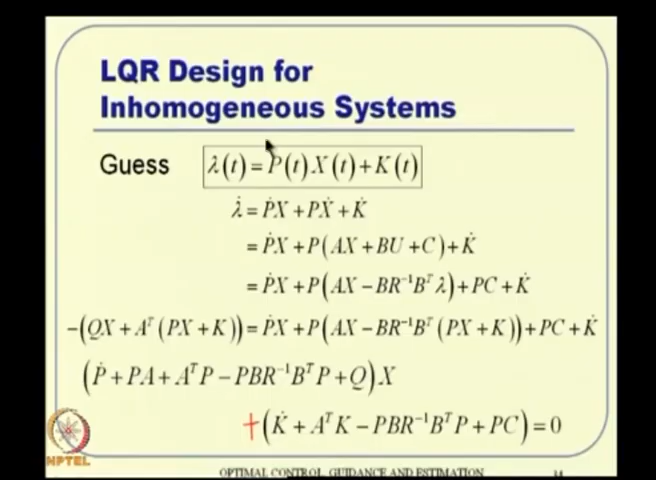 LQR Design for
Inhomogeneous Systems
Guess λ(t) = P(t)X(t) + K(t)
λ̇ = ṖX + PẊ + K̇
= ṖX + P(AX + BU + C) + K̇
= ṖX + P(AX − BR⁻¹Bᵀλ) + PC + K̇
−(QX + Aᵀ(PX + K)) = ṖX + P(AX − BR⁻¹Bᵀ(PX + K)) + PC + K̇
(Ṗ + PA + AᵀP − PBR⁻¹BᵀP + Q)X
+(K̇ + AᵀK − PBR⁻¹BᵀP + PC) = 0
NPTEL
OPTIMAL CONTROL, GUIDANCE AND ESTIMATION